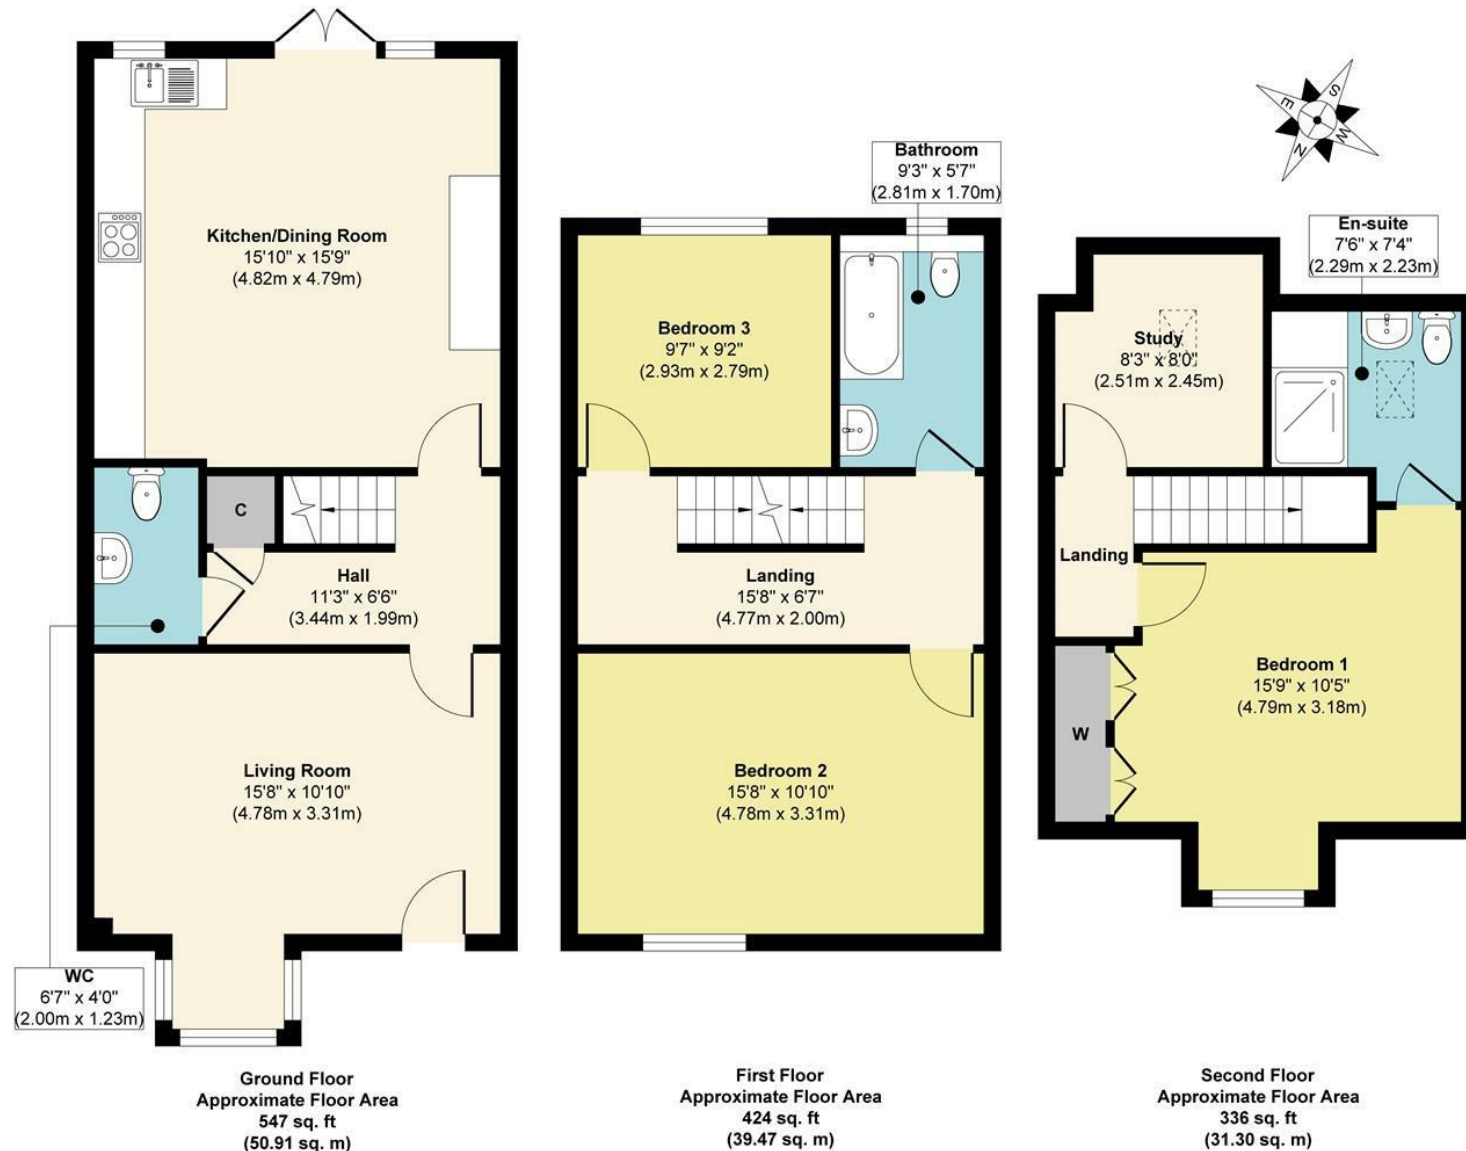 Kitchen/Dining Room
15'10" x 15'9"
(4.82m x 4.79m)
C
Hall
11'3" x 6'6"
(3.44m x 1.99m)
Living Room
15'8" x 10'10"
(4.78m x 3.31m)
WC
6'7" x 4'0"
(2.00m x 1.23m)
Ground Floor
Approximate Floor Area
547 sq. ft
(50.91 sq. m)
Bathroom
9'3" x 5'7"
(2.81m x 1.70m)
Bedroom 3
9'7" x 9'2"
(2.93m x 2.79m)
Landing
15'8" x 6'7"
(4.77m x 2.00m)
Bedroom 2
15'8" x 10'10"
(4.78m x 3.31m)
First Floor
Approximate Floor Area
424 sq. ft
(39.47 sq. m)
S
E
W
N
En-suite
7'6" x 7'4"
(2.29m x 2.23m)
Study
8'3" x 8'0"
(2.51m x 2.45m)
Landing
Bedroom 1
15'9" x 10'5"
(4.79m x 3.18m)
W
Second Floor
Approximate Floor Area
336 sq. ft
(31.30 sq. m)